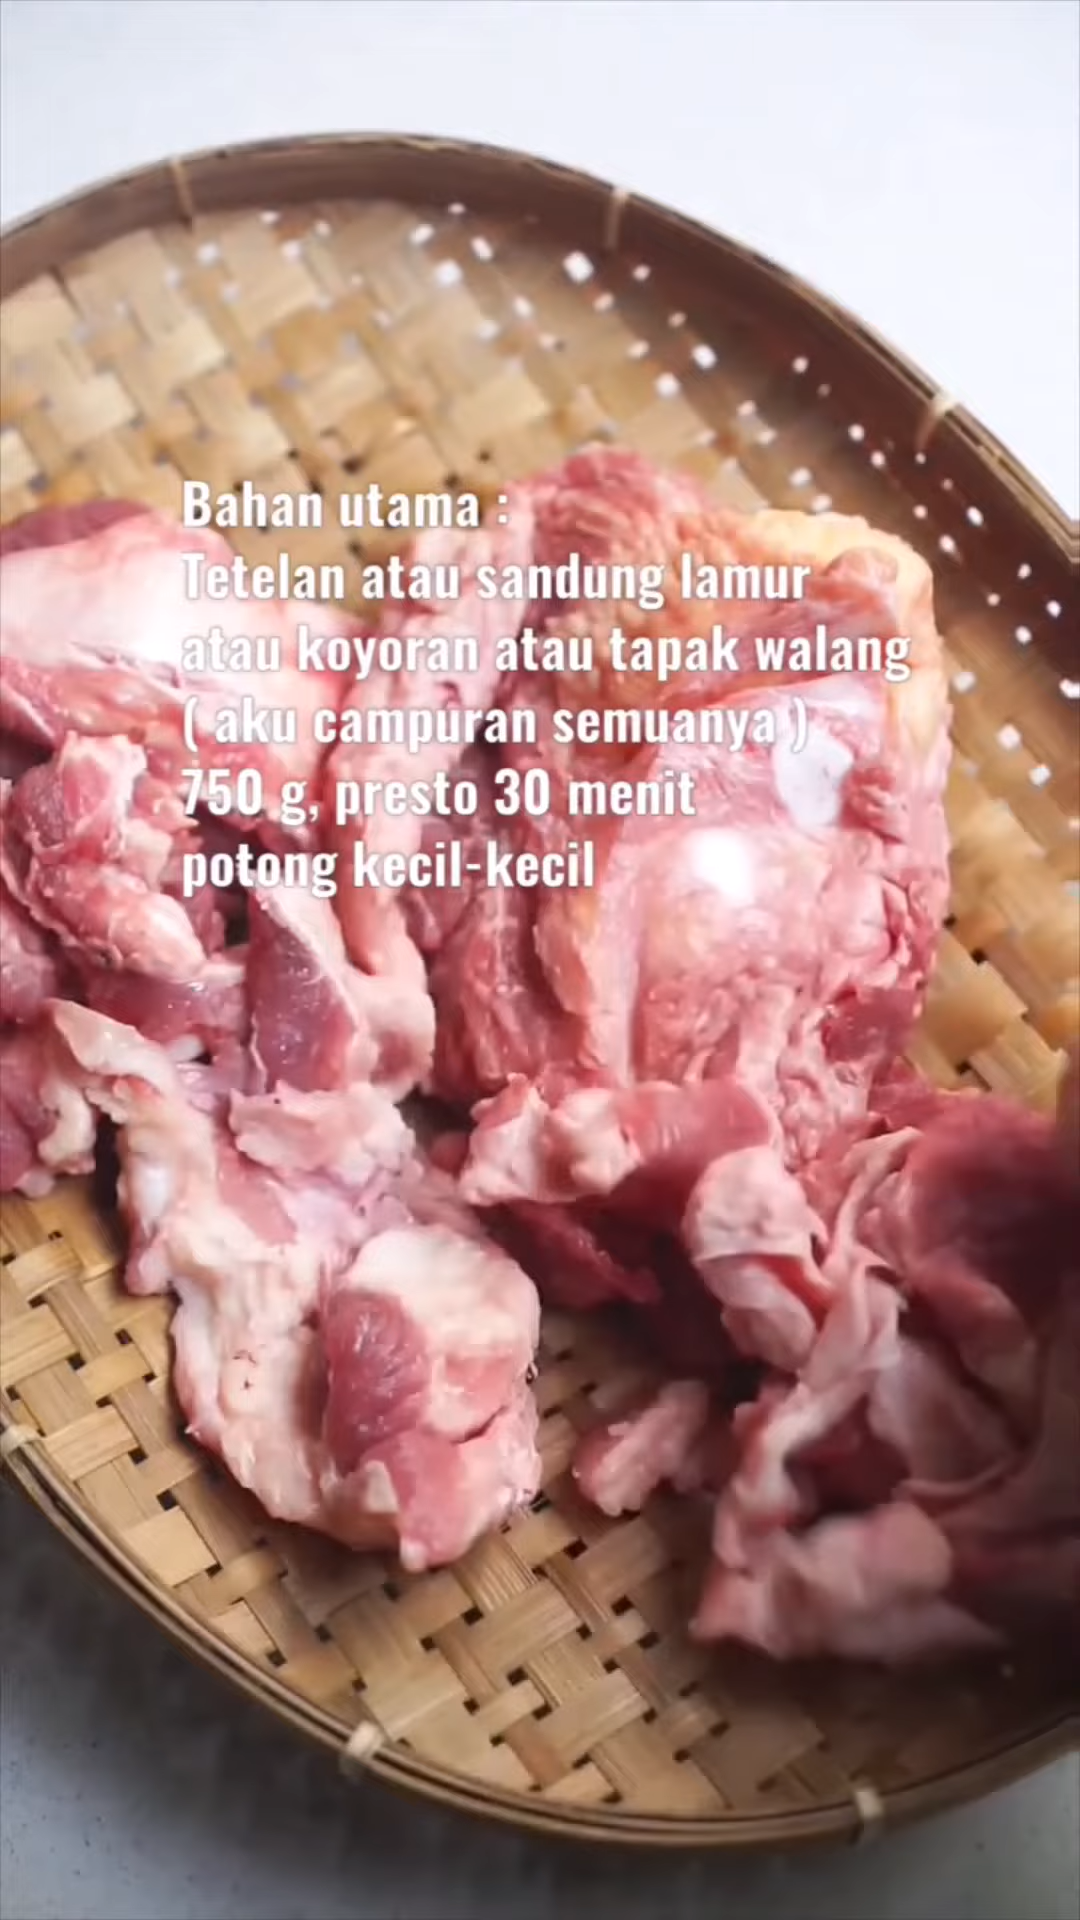 Bahan utama :
Tetelan atau sandung lamur
atau koyoran atau tapak walang
( aku campuran semuanya )
750 g, presto 30 menit
potong kecil-kecil